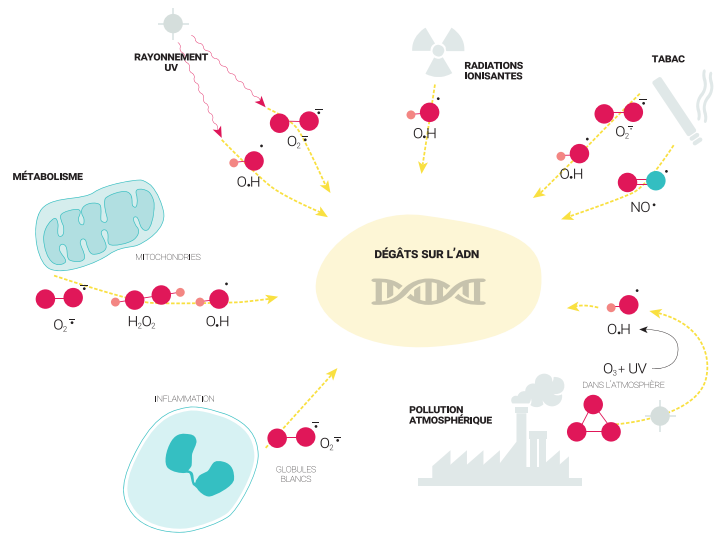 RAYONNEMENT
UV
O₂•̄
O•H
RADIATIONS
IONISANTES
O•H
TABAC
O₂•̄
O•H
NO•
MÉTABOLISME
MITOCHONDRIES
O₂•̄
H₂O₂
O•H
DÉGÂTS SUR L'ADN
O•H
O₃ + UV
DANS L'ATMOSPHÈRE
POLLUTION
ATMOSPHÉRIQUE
INFLAMMATION
O₂•̄
GLOBULES
BLANCS